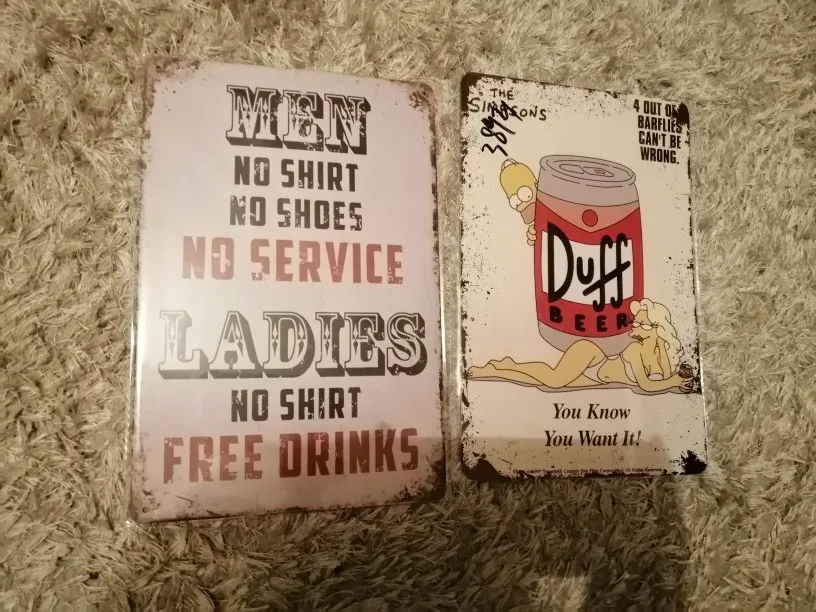 MEN
NO SHIRT
NO SHOES
NO SERVICE
LADIES
NO SHIRT
FREE DRINKS
THE
SIMPSONS
4 OUT OF
BARFLIES
CAN'T BE
WRONG.
Duff
BEER
You Know
You Want It!